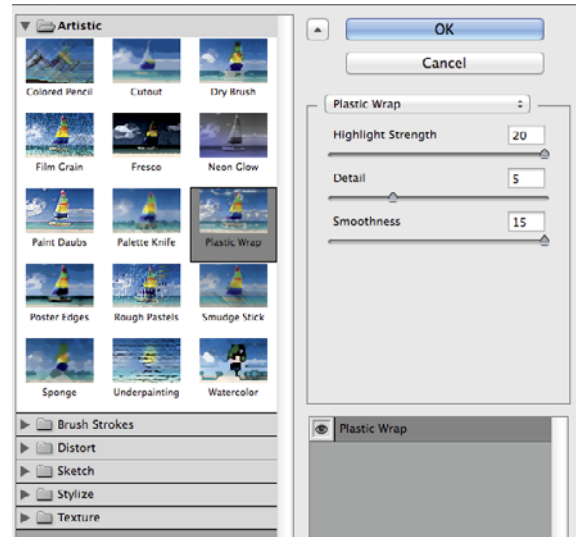 Artistic
Colored Pencil
Cutout
Dry Brush
Film Grain
Fresco
Neon Glow
Paint Daubs
Palette Knife
Plastic Wrap
Poster Edges
Rough Pastels
Smudge Stick
Sponge
Underpainting
Watercolor
Brush Strokes
Distort
Sketch
Stylize
Texture
OK
Cancel
Plastic Wrap
Highlight Strength 20
Detail 5
Smoothness 15
Plastic Wrap